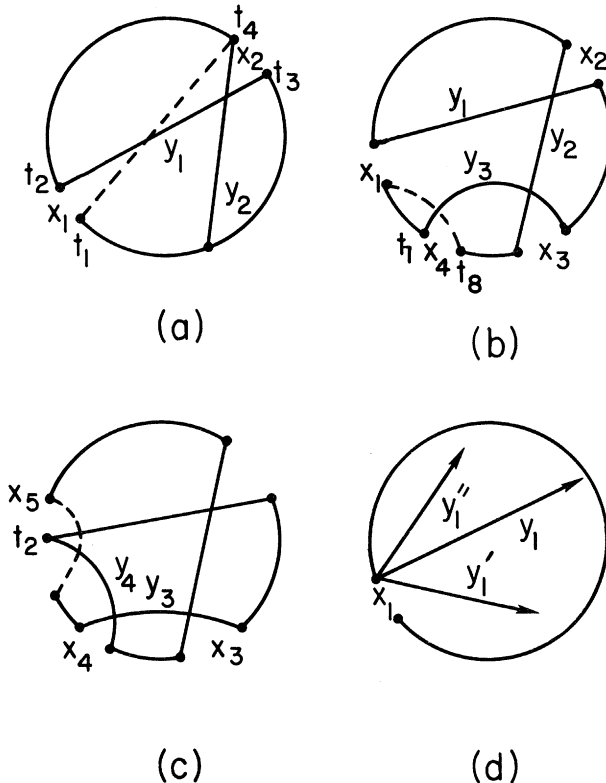 t4
x2
t3
y1
t2
x1
t1
y2
(a)
x2
y1
y2
y3
x1
t7
x4
t8
x3
(b)
x5
t2
y4
y3
x4
x3
(c)
y1″
y1
y1′
x1
(d)